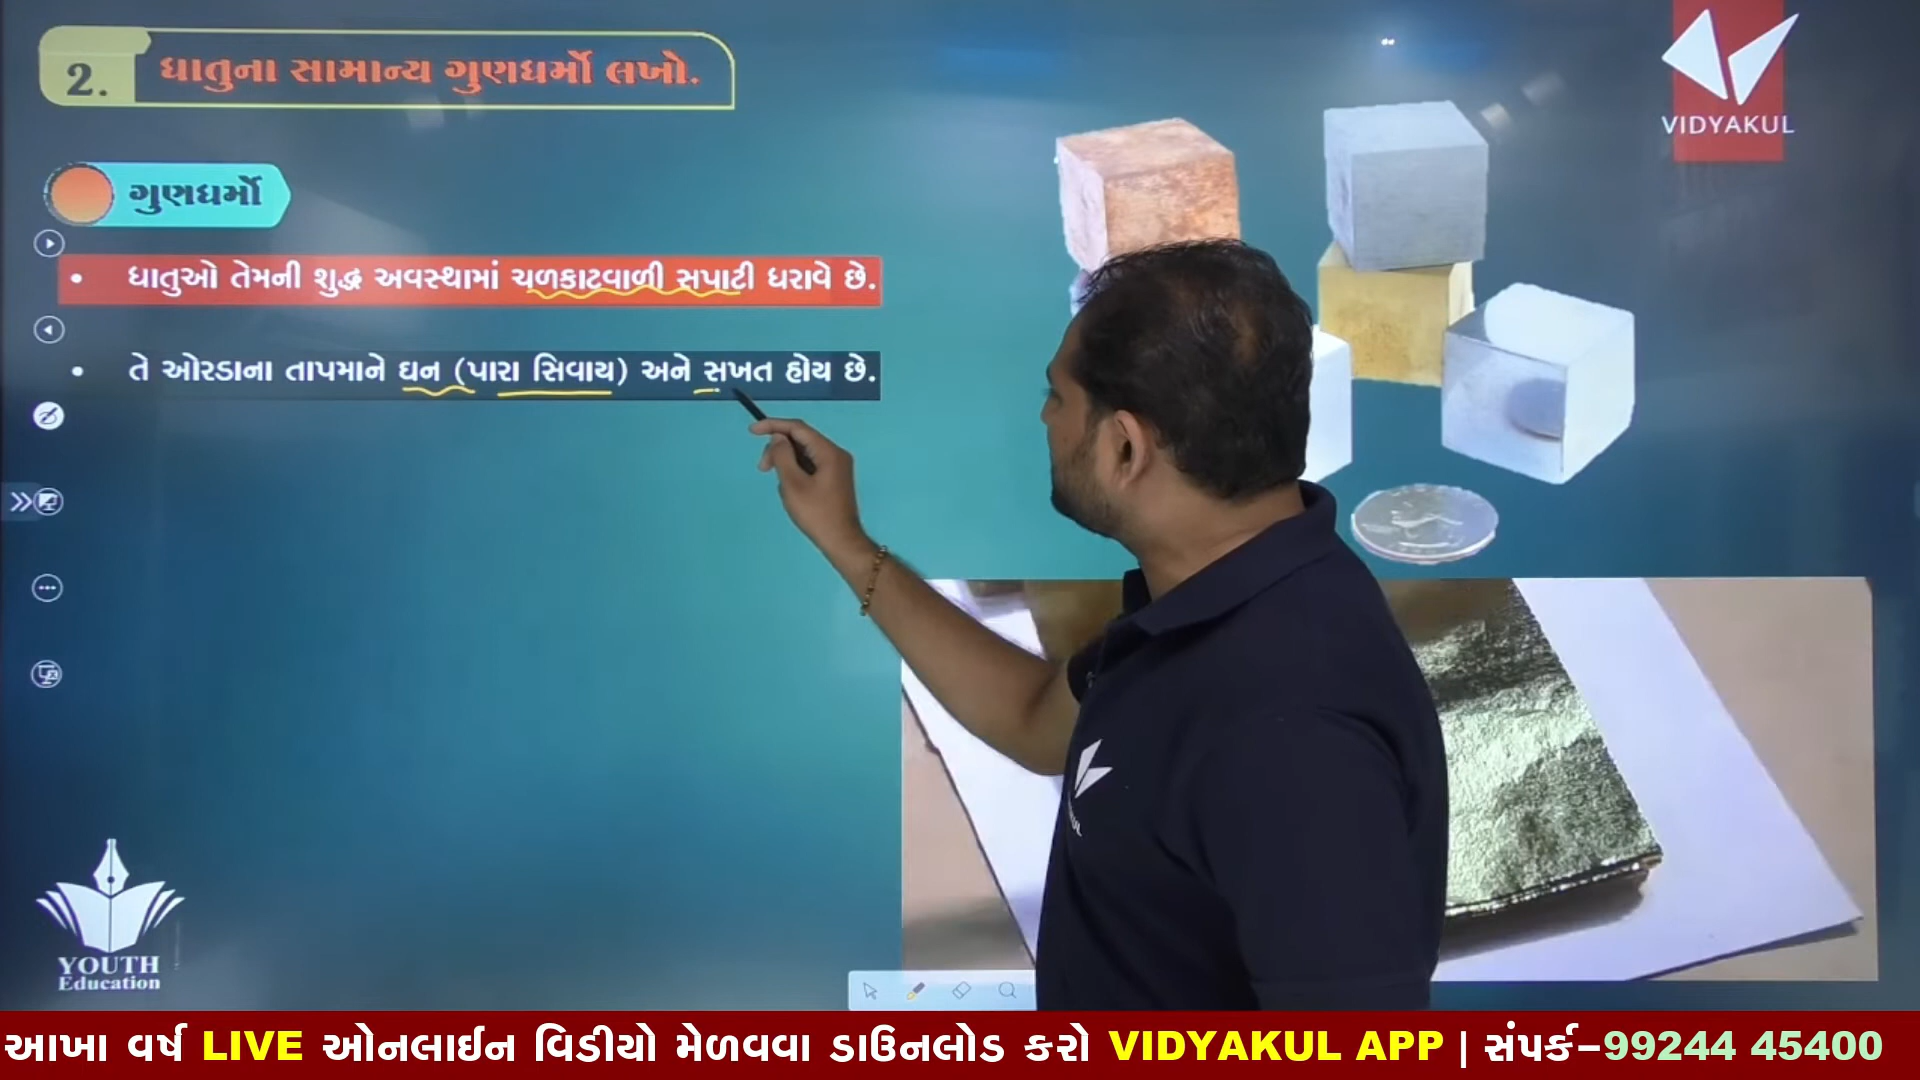 2. ધાતુના સામાન્ય ગુણધર્મો લખો.
VIDYAKUL
ગુણધર્મો
• ધાતુઓ તેમની શુદ્ધ અવસ્થામાં ચળકાટવાળી સપાટી ધરાવે છે.
• તે ઓરડાના તાપમાને ઘન (પારા સિવાય) અને સખત હોય છે.
YOUTH
Education
આખા વર્ષ LIVE ઓનલાઈન વિડીયો મેળવવા ડાઉનલોડ કરો VIDYAKUL APP | સંપર્ક-99244 45400